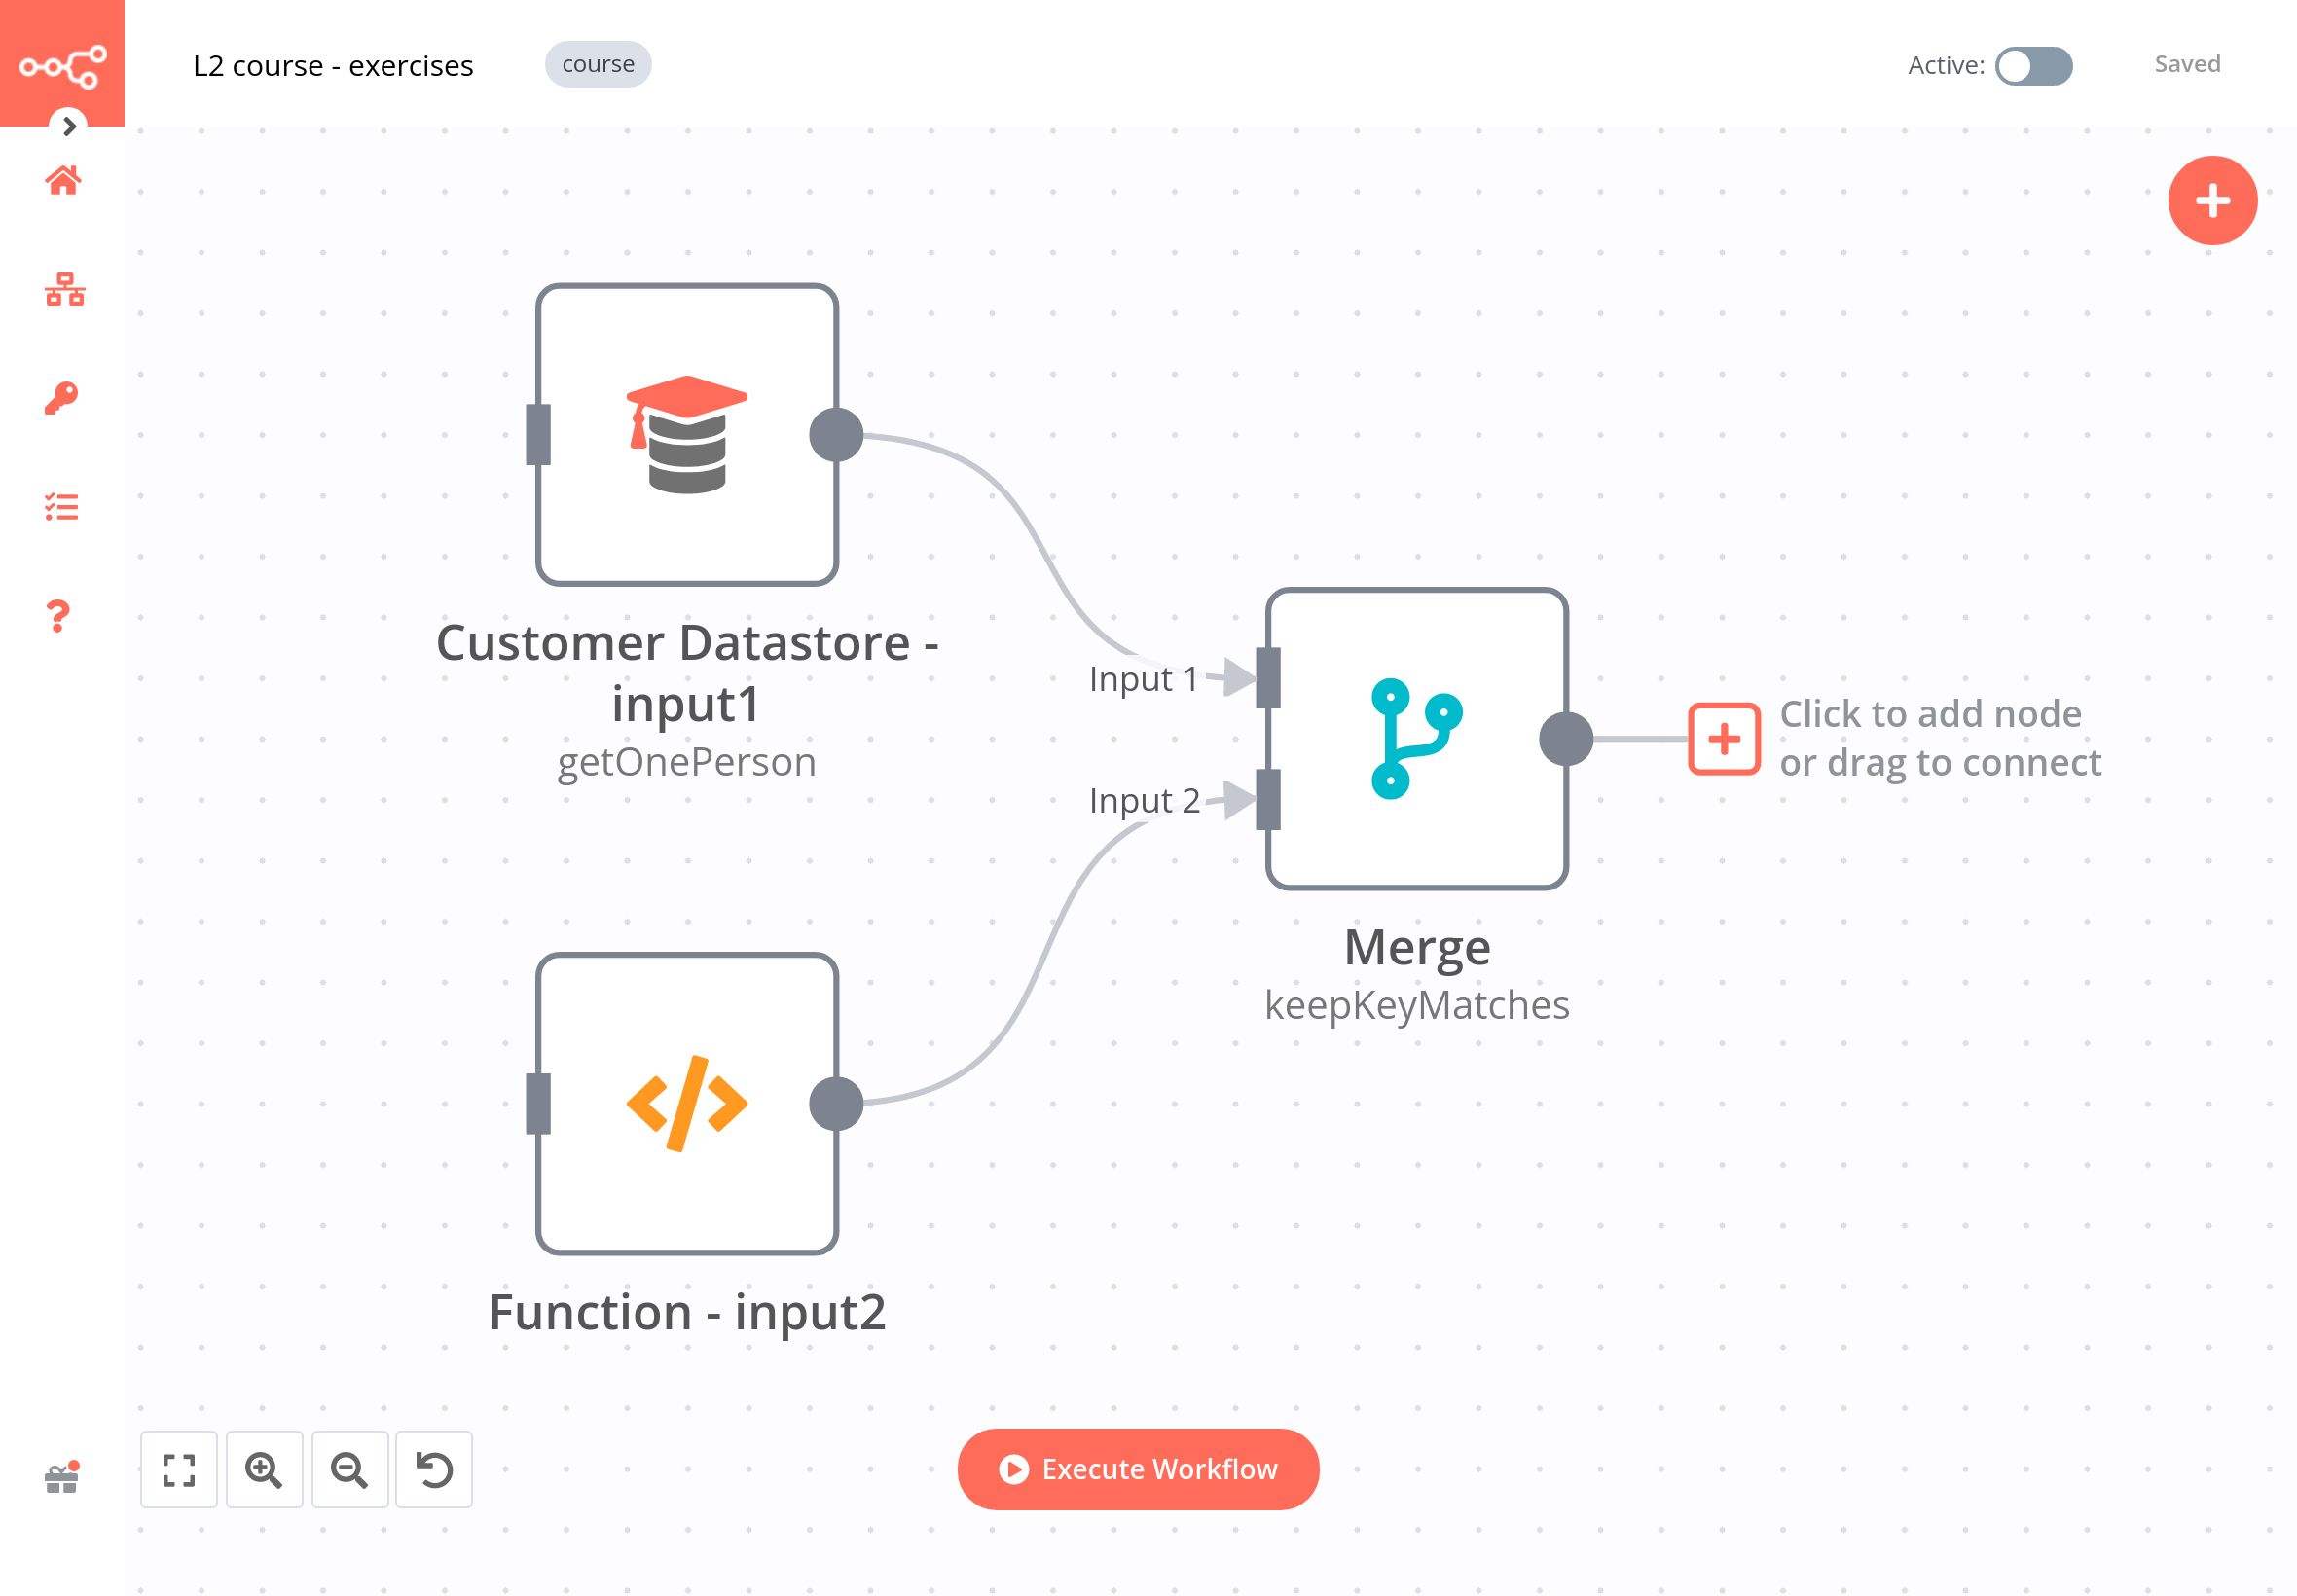 L2 course - exercises
course
Active:
Saved
Customer Datastore -
input1
getOnePerson
Input 1
Input 2
Click to add node
or drag to connect
Merge
keepKeyMatches
Function - input2
Execute Workflow